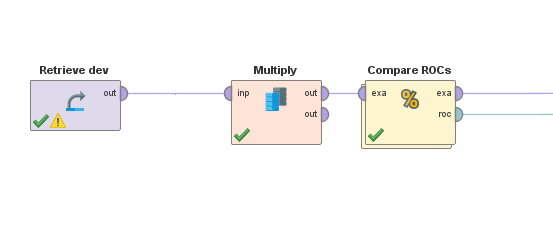 Retrieve dev
Multiply
Compare ROCs
out
inp
out
out
exa
%
exa
roc